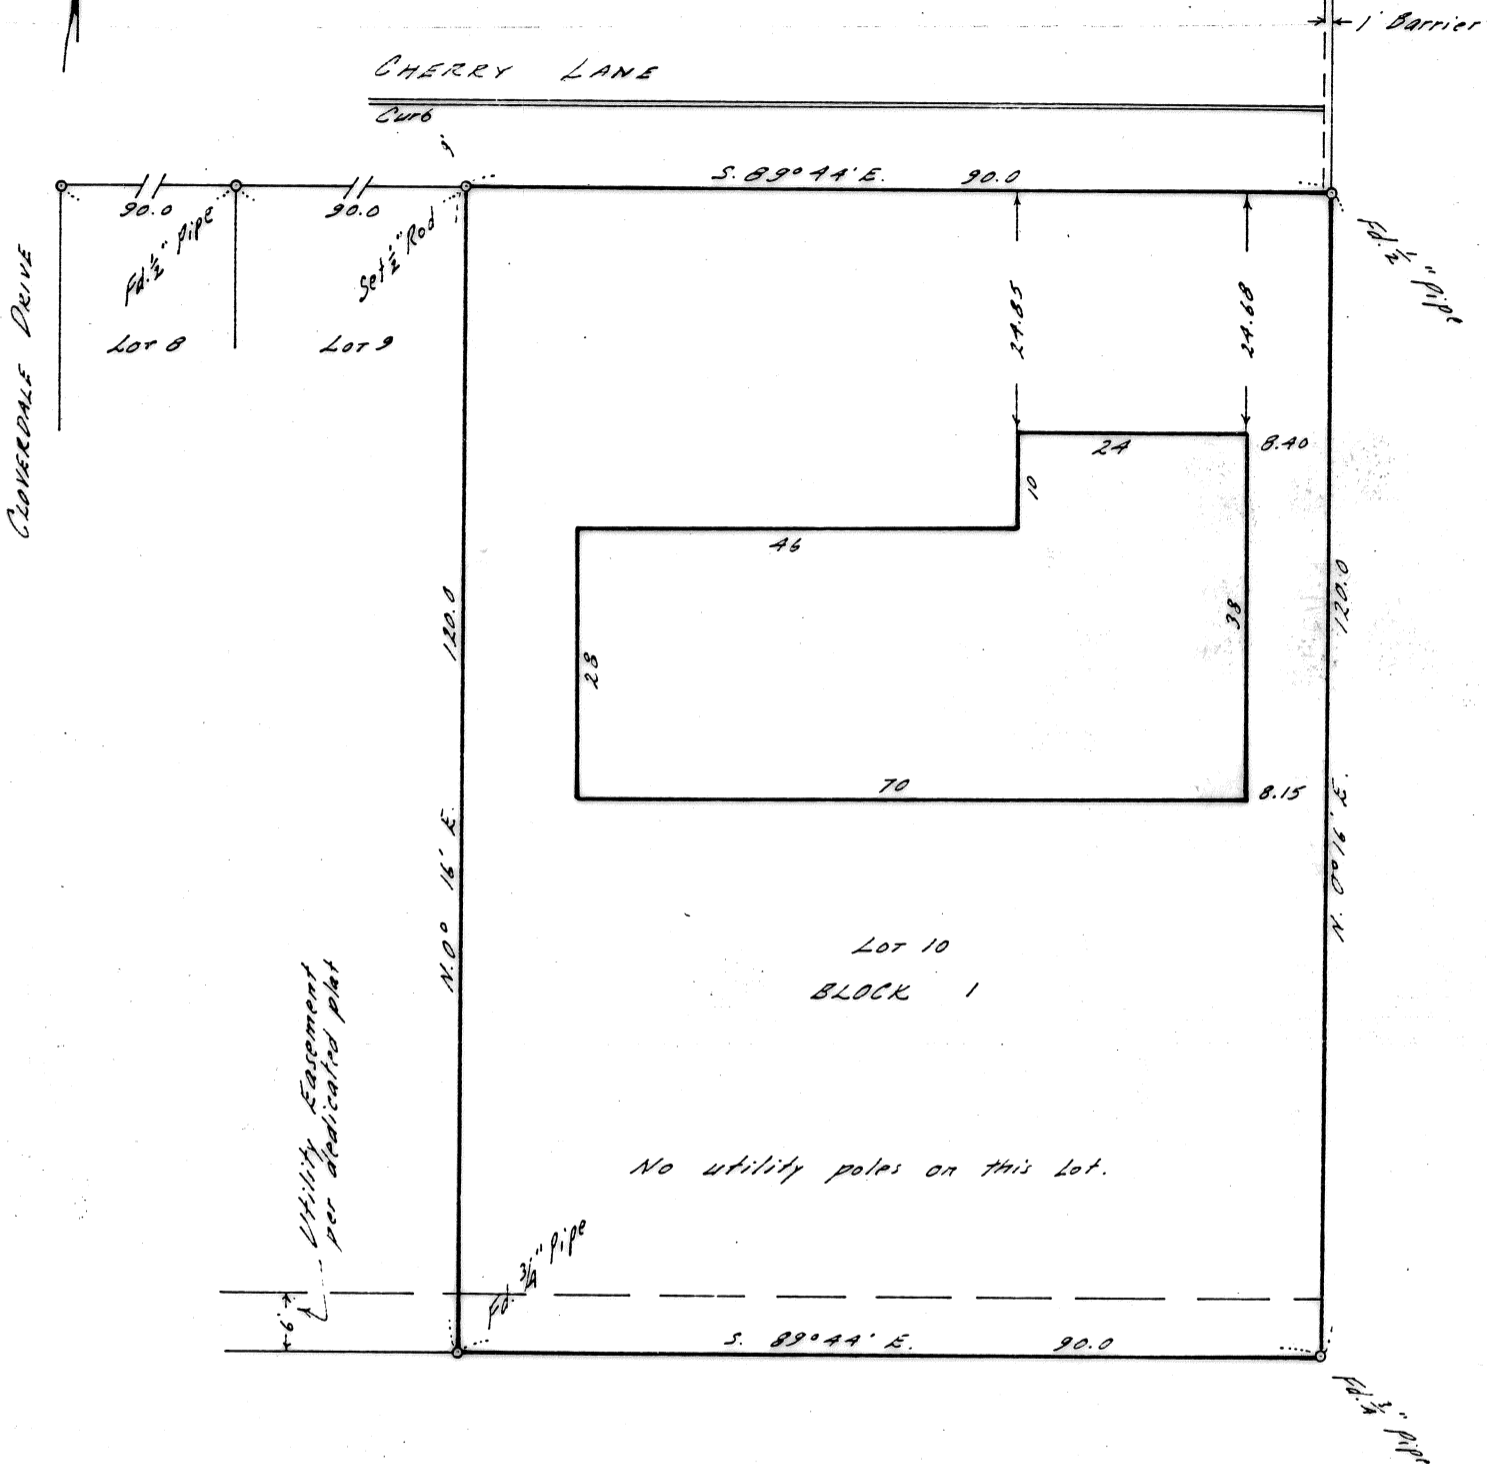 1' Barrier
CHERRY LANE
Curb
9'
S. 89° 44' E. 90.0
90.0
90.0
Fd. 1/2" Pipe
Set 1/2" Rod
Fd. 1/2" Pipe
CLOVERDALE DRIVE
LOT 8
LOT 9
24.85
24.68
24
8.40
10
46
120.0
38
120.0
28
70
8.15
N. 0° 16' E.
N. 0° 16' E.
LOT 10
BLOCK 1
Utility Easement
per dedicated plat
No utility poles on this Lot.
Fd. 3/4" Pipe
6'
S. 89° 44' E. 90.0
Fd. 3/4" Pipe